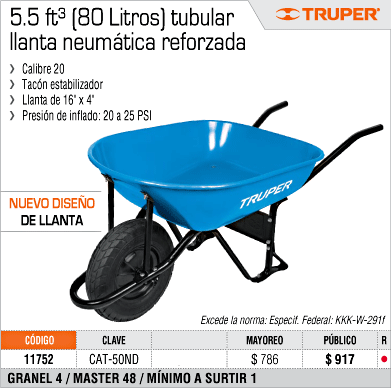 5.5 ft³ (80 Litros) tubular
llanta neumática reforzada
TRUPER®
Calibre 20
Tacón estabilizador
Llanta de 16" x 4"
Presión de inflado: 20 a 25 PSI
NUEVO DISEÑO
DE LLANTA
TRUPER
Excede la norma: Especif. Federal: KKK-W-291f
CÓDIGO CLAVE MAYOREO PÚBLICO R
11752 CAT-50ND $ 786 $ 917
GRANEL 4 / MASTER 48 / MÍNIMO A SURTIR 1